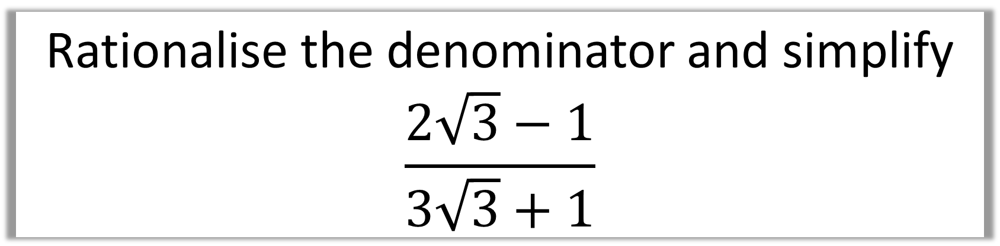 Rationalise the denominator and simplify
2√3 − 1
3√3 + 1